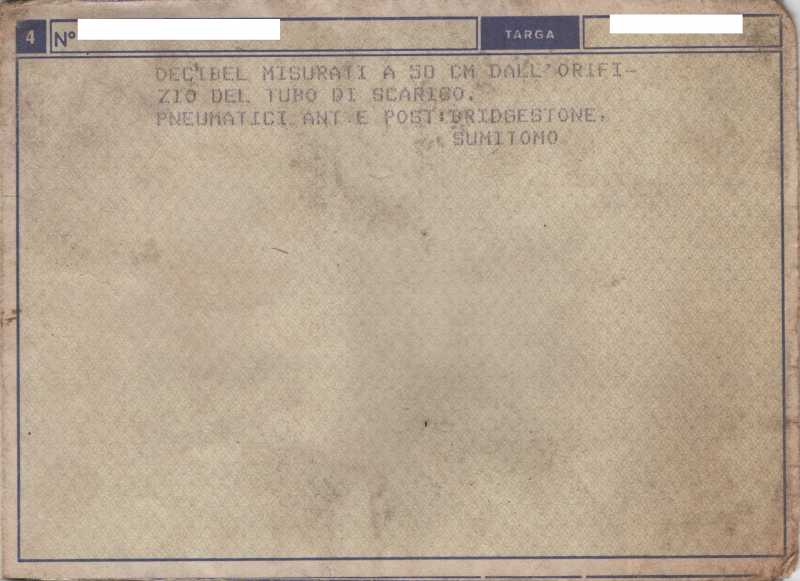 4 N° TARGA
DECIBEL MISURATI A 50 CM DALL'ORIFI-
ZIO DEL TUBO DI SCARICO.
PNEUMATICI ANT E POST:BRIDGESTONE,
SUMITOMO